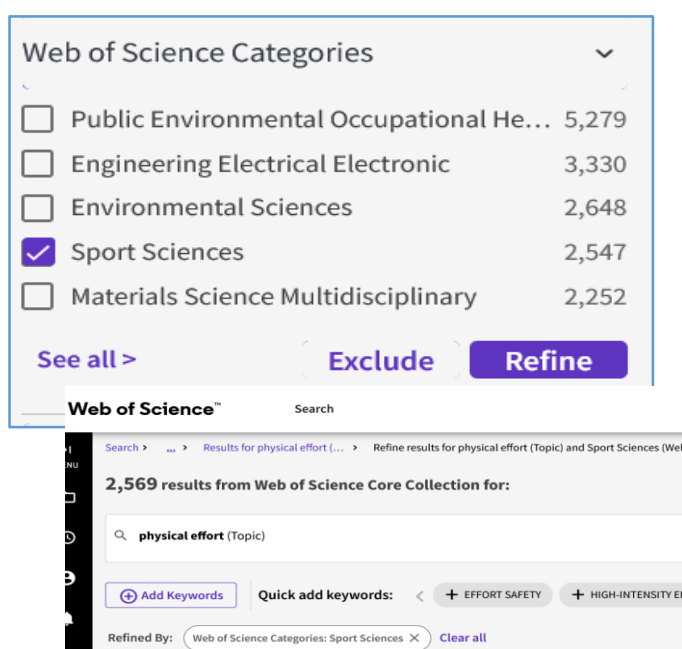 Web of Science Categories
Public Environmental Occupational He... 5,279
Engineering Electrical Electronic 3,330
Environmental Sciences 2,648
Sport Sciences 2,547
Materials Science Multidisciplinary 2,252
See all > Exclude Refine
Web of Science™ Search
Search > ... > Results for physical effort (... > Refine results for physical effort (Topic) and Sport Sciences (Wel
ENU
2,569 results from Web of Science Core Collection for:
physical effort (Topic)
Add Keywords Quick add keywords: < + EFFORT SAFETY + HIGH-INTENSITY
Refined By: Web of Science Categories: Sport Sciences × Clear all